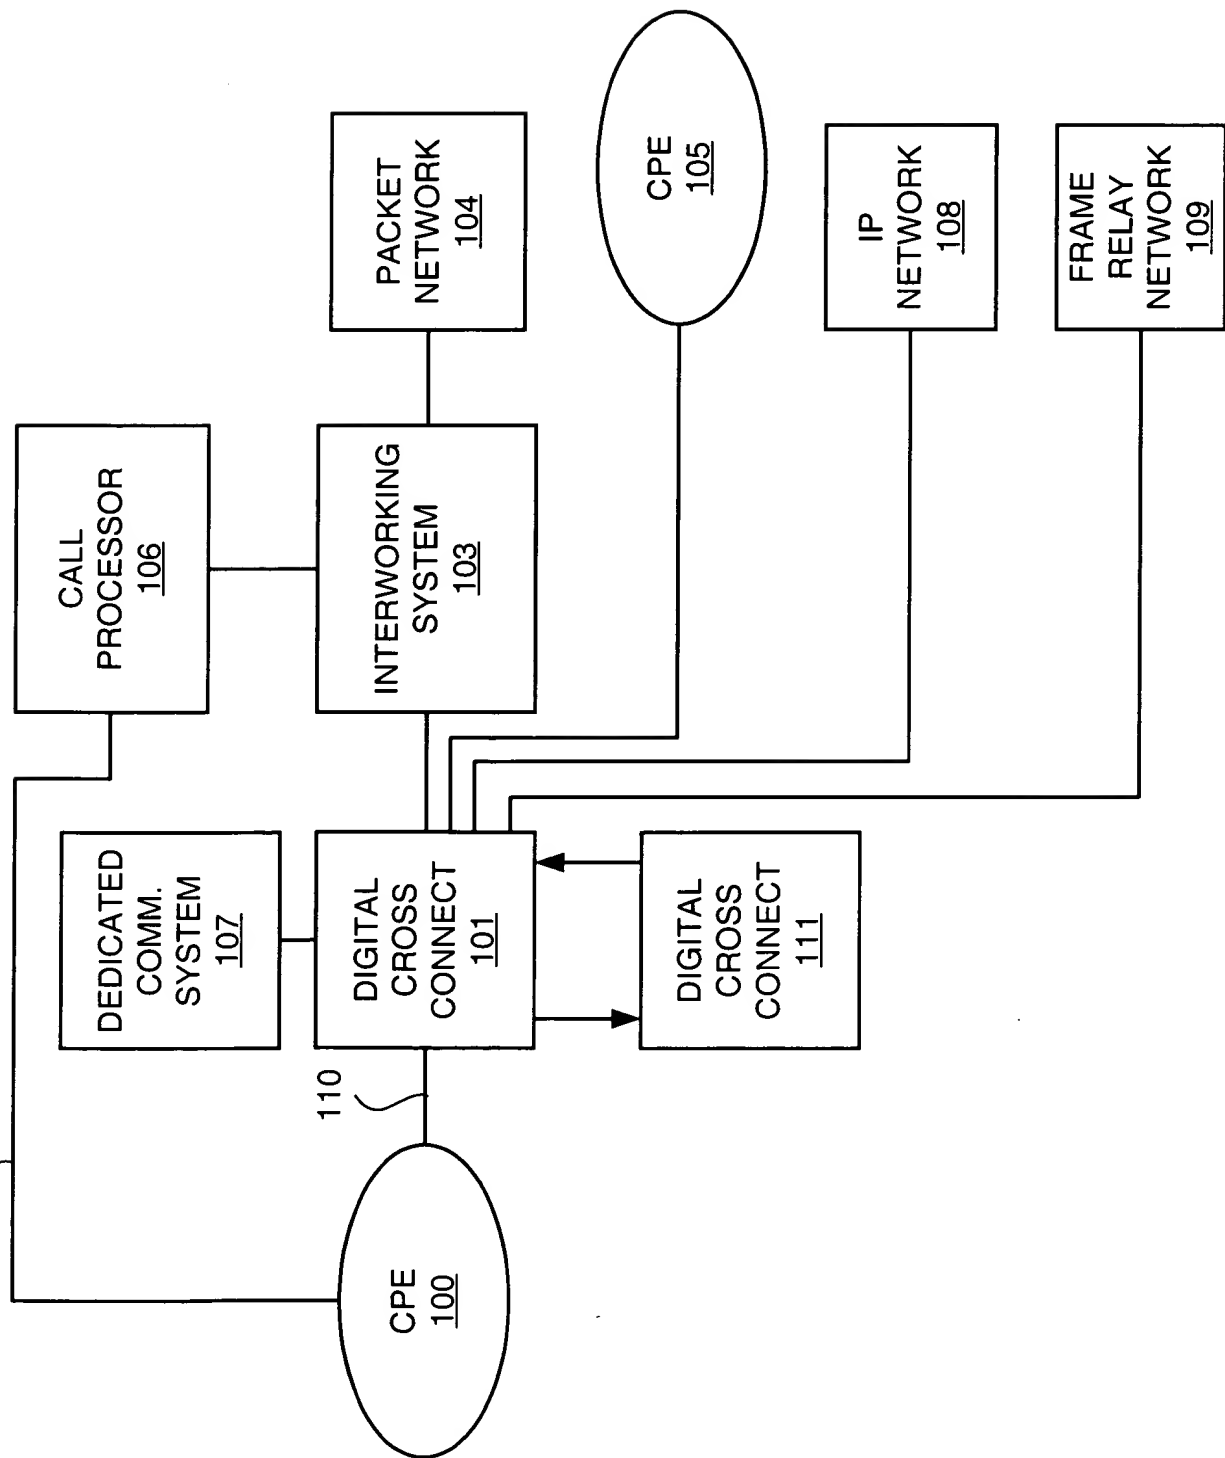 CALL
PROCESSOR
106
DEDICATED
COMM.
SYSTEM
107
PACKET
NETWORK
104
INTERWORKING
SYSTEM
103
DIGITAL
CROSS
CONNECT
101
110
CPE
100
CPE
105
DIGITAL
CROSS
CONNECT
111
IP
NETWORK
108
FRAME
RELAY
NETWORK
109